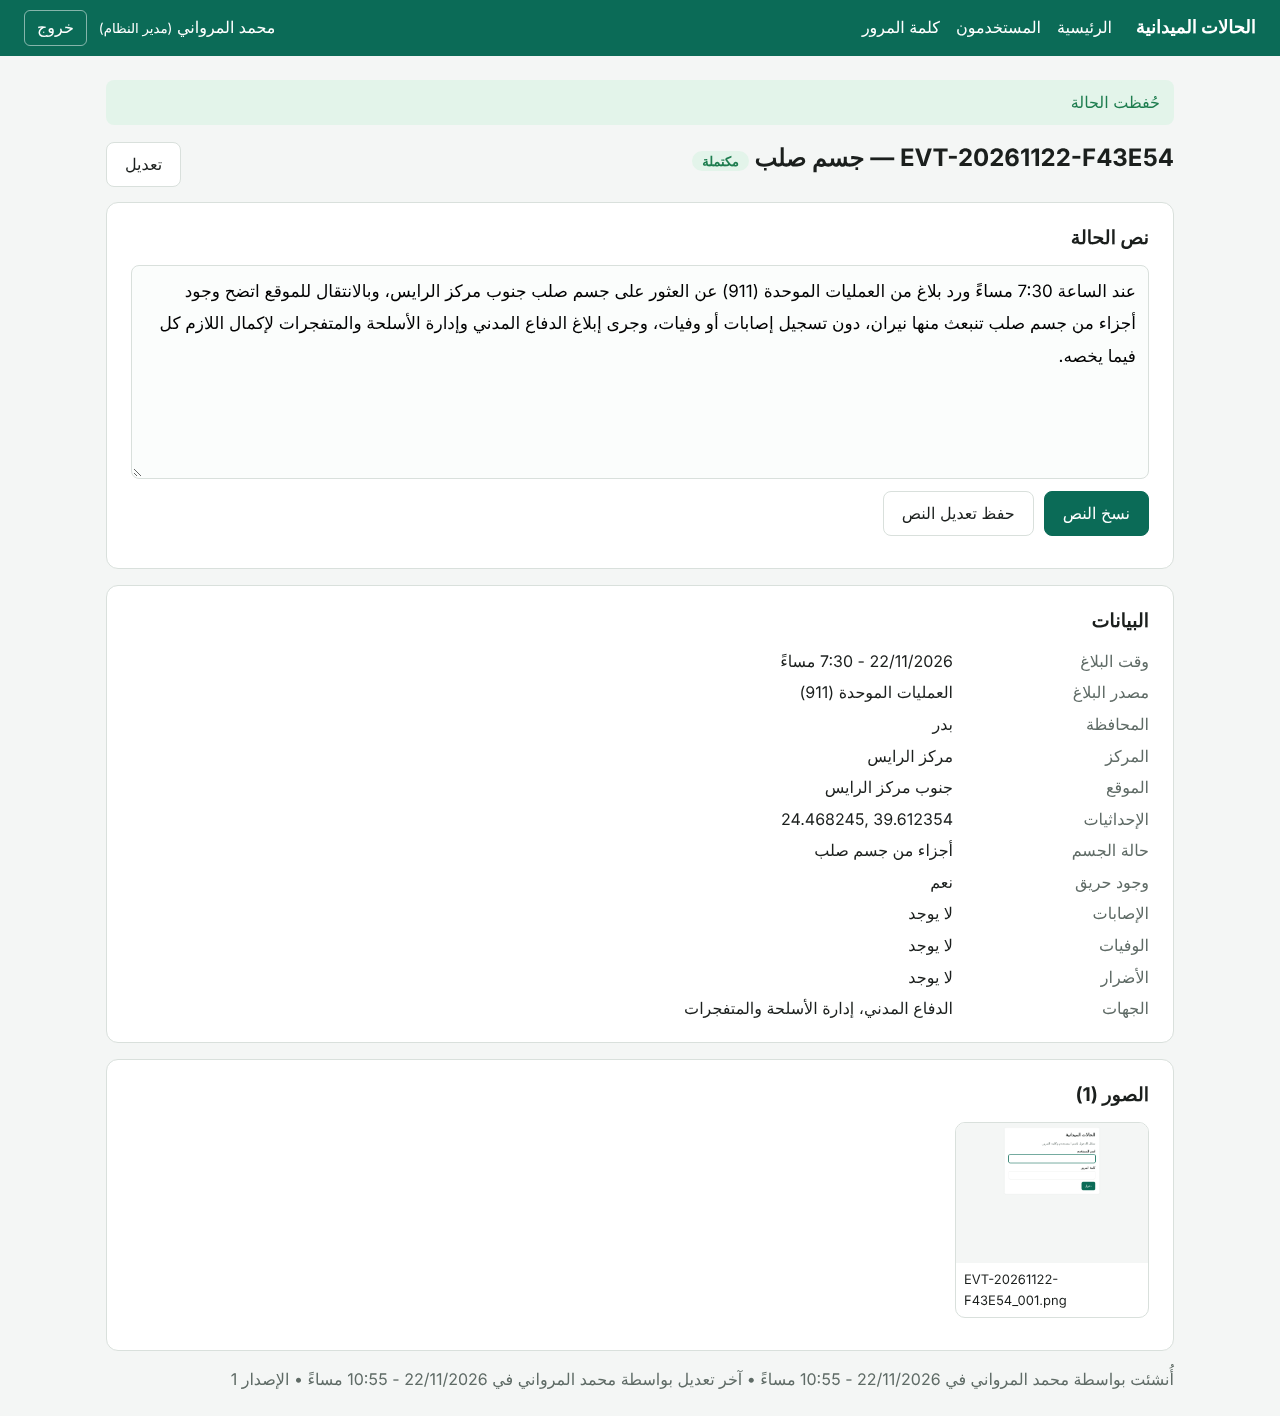 الحالات الميدانية الرئيسية المستخدمون كلمة المرور محمد المرواني (مدير النظام) خروج
حُفظت الحالة
EVT-20261122-F43E54 — جسم صلب مكتملة تعديل
نص الحالة
عند الساعة 7:30 مساءً ورد بلاغ من العمليات الموحدة (911) عن العثور على جسم صلب جنوب مركز الرايس، وبالانتقال للموقع اتضح وجود
أجزاء من جسم صلب تنبعث منها نيران، دون تسجيل إصابات أو وفيات، وجرى إبلاغ الدفاع المدني وإدارة الأسلحة والمتفجرات لإكمال اللازم كل
فيما يخصه.
نسخ النص حفظ تعديل النص
البيانات
وقت البلاغ 22/11/2026 - 7:30 مساءً
مصدر البلاغ العمليات الموحدة (911)
المحافظة بدر
المركز مركز الرايس
الموقع جنوب مركز الرايس
الإحداثيات 24.468245, 39.612354
حالة الجسم أجزاء من جسم صلب
وجود حريق نعم
الإصابات لا يوجد
الوفيات لا يوجد
الأضرار لا يوجد
الجهات الدفاع المدني، إدارة الأسلحة والمتفجرات
الصور (1)
الحالات الميدانية
EVT-20261122-
F43E54_001.png
أُنشئت بواسطة محمد المرواني في 22/11/2026 - 10:55 مساءً • آخر تعديل بواسطة محمد المرواني في 22/11/2026 - 10:55 مساءً • الإصدار 1